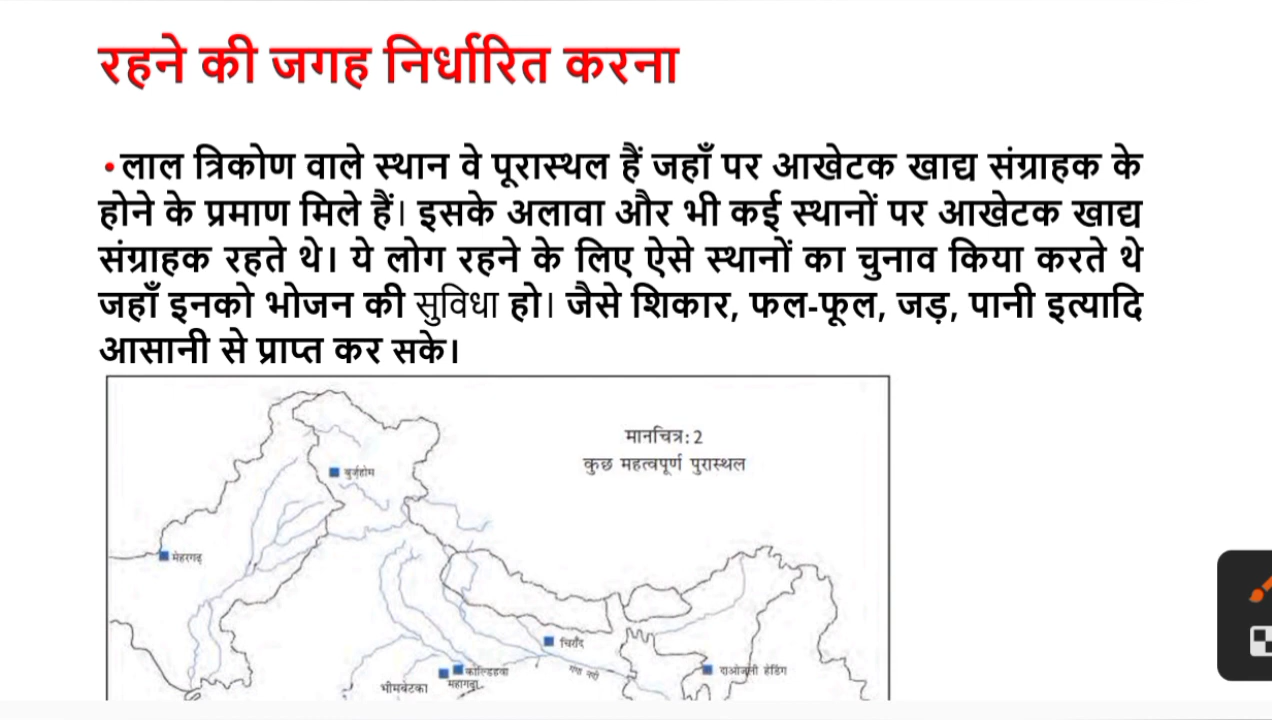 रहने की जगह निर्धारित करना
•लाल त्रिकोण वाले स्थान वे पूरास्थल हैं जहाँ पर आखेटक खाद्य संग्राहक के
होने के प्रमाण मिले हैं। इसके अलावा और भी कई स्थानों पर आखेटक खाद्य
संग्राहक रहते थे। ये लोग रहने के लिए ऐसे स्थानों का चुनाव किया करते थे
जहाँ इनको भोजन की सुविधा हो। जैसे शिकार, फल-फूल, जड़, पानी इत्यादि
आसानी से प्राप्त कर सके।
मानचित्र: 2
कुछ महत्वपूर्ण पुरास्थल
बुर्ज़होम
मेहरगढ़
चिराँद
कोल्डिहवा
दाओजली हेडिंग
महागढ़ा
भीमबेटका